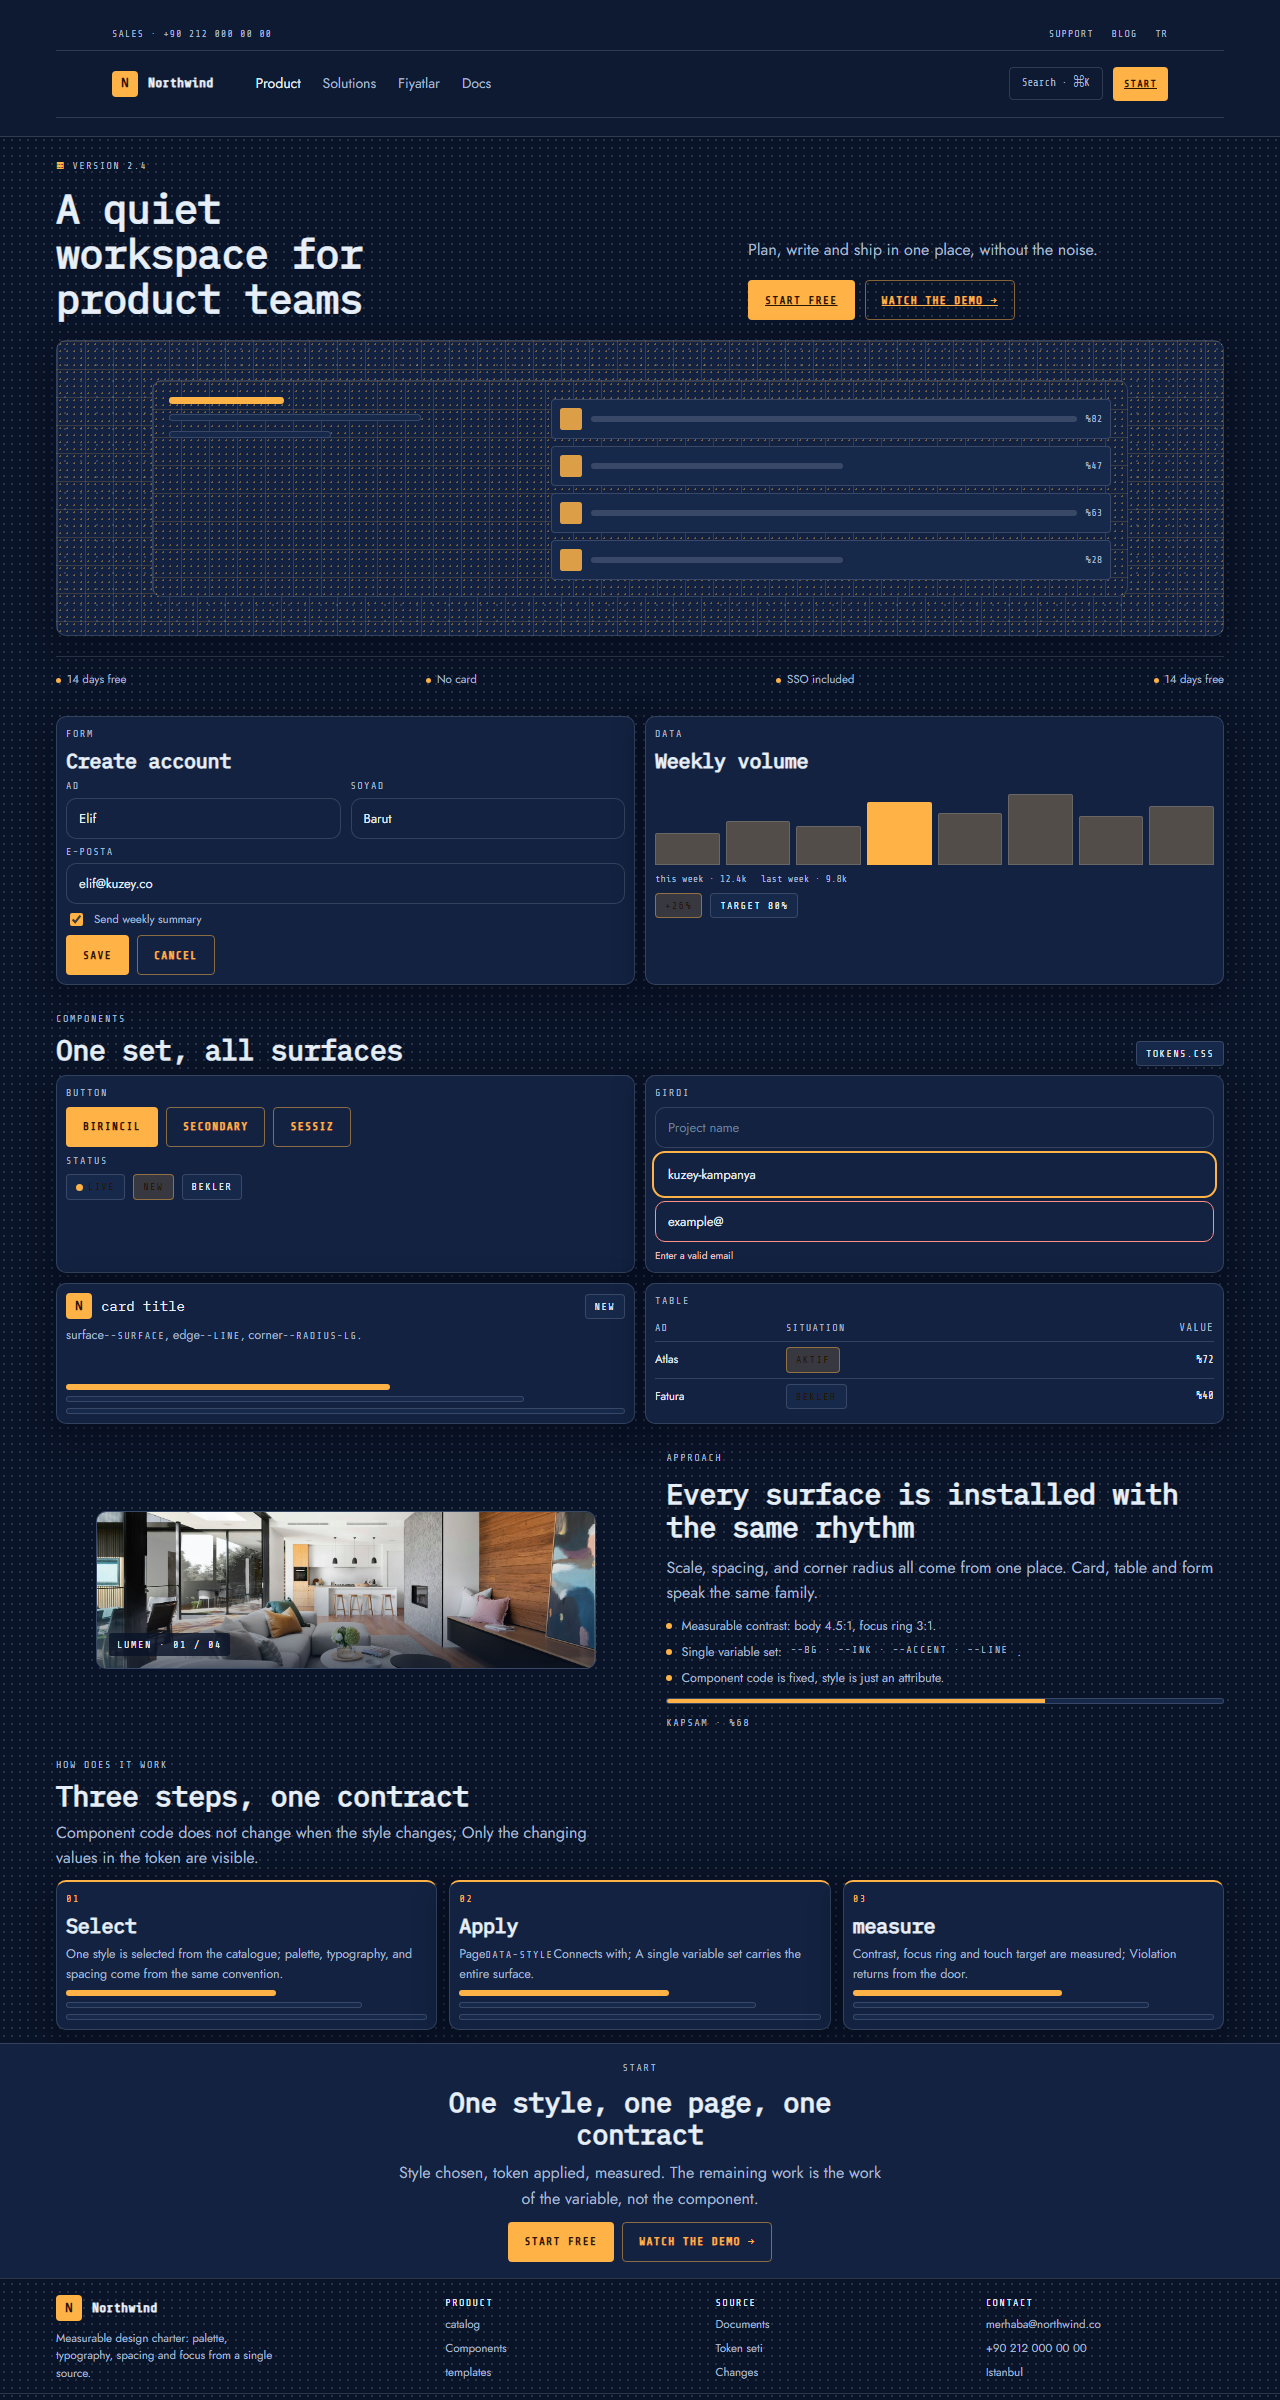 SALES · +90 212 000 00 00
SUPPORT BLOG TR
N Northwind Product Solutions Fiyatlar Docs Search · ⌘K START
VERSION 2.4
A quiet
workspace for
product teams
Plan, write and ship in one place, without the noise.
START FREE WATCH THE DEMO →
%82
%47
%63
%28
14 days free No card SSO included 14 days free
FORM
Create account
AD SOYAD
Elif Barut
E-POSTA
elif@kuzey.co
Send weekly summary
SAVE CANCEL
DATA
Weekly volume
this week · 12.4k last week · 9.8k
+26% TARGET 80%
COMPONENTS
One set, all surfaces
TOKENS.CSS
BUTTON
BIRINCIL SECONDARY SESSIZ
STATUS
LIVE NEW BEKLER
GIRDI
Project name
kuzey-kampanya
example@
Enter a valid email
N card title NEW
surface--SURFACE, edge--LINE, corner--RADIUS-LG.
TABLE
AD SITUATION VALUE
Atlas AKTIF %72
Fatura BEKLER %40
LUMEN · 01 / 04
APPROACH
Every surface is installed with
the same rhythm
Scale, spacing, and corner radius all come from one place. Card, table and form
speak the same family.
Measurable contrast: body 4.5:1, focus ring 3:1.
Single variable set: --BG · --INK · --ACCENT · --LINE .
Component code is fixed, style is just an attribute.
KAPSAM · %68
HOW DOES IT WORK
Three steps, one contract
Component code does not change when the style changes; Only the changing
values in the token are visible.
01
Select
One style is selected from the catalogue; palette, typography, and
spacing come from the same convention.
02
Apply
PageDATA-STYLEConnects with; A single variable set carries the
entire surface.
03
measure
Contrast, focus ring and touch target are measured; Violation
returns from the door.
START
One style, one page, one
contract
Style chosen, token applied, measured. The remaining work is the work
of the variable, not the component.
START FREE WATCH THE DEMO →
N Northwind
Measurable design charter: palette,
typography, spacing and focus from a single
source.
PRODUCT
catalog
Components
templates
SOURCE
Documents
Token seti
Changes
CONTACT
merhaba@northwind.co
+90 212 000 00 00
Istanbul